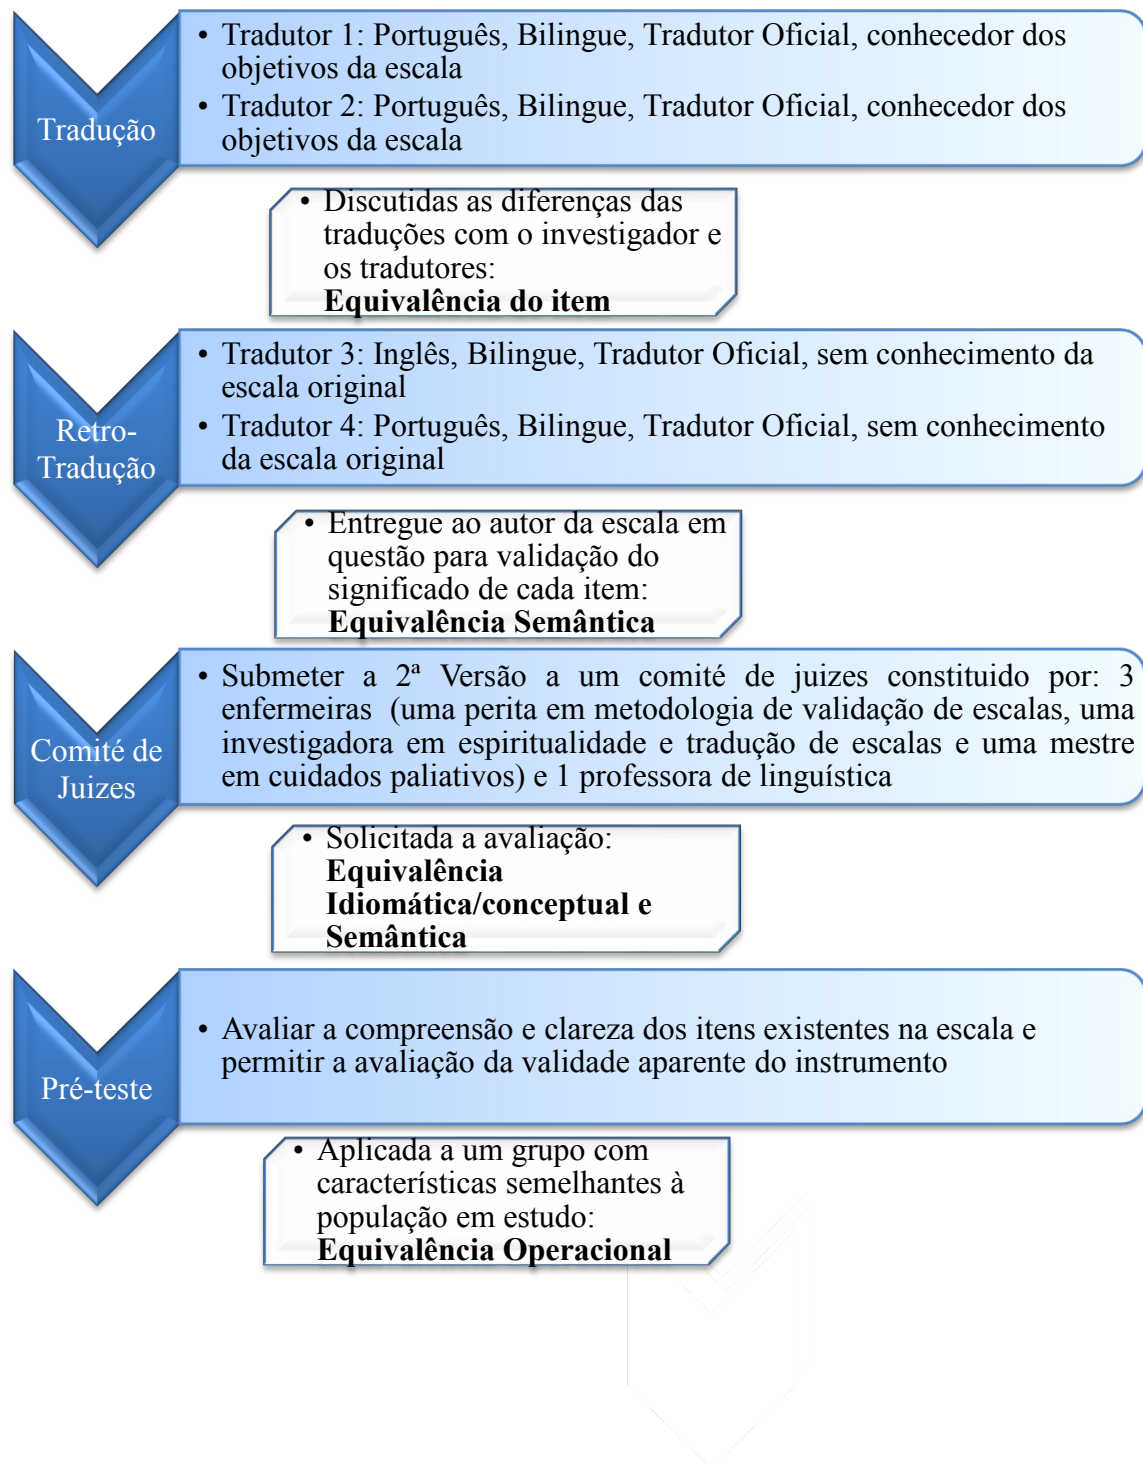 Tradução
• Tradutor 1: Português, Bilingue, Tradutor Oficial, conhecedor dos
objetivos da escala
• Tradutor 2: Português, Bilingue, Tradutor Oficial, conhecedor dos
objetivos da escala
• Discutidas as diferenças das
traduções com o investigador e
os tradutores:
Equivalência do item
Retro-
Tradução
• Tradutor 3: Inglês, Bilingue, Tradutor Oficial, sem conhecimento da
escala original
• Tradutor 4: Português, Bilingue, Tradutor Oficial, sem conhecimento
da escala original
• Entregue ao autor da escala em
questão para validação do
significado de cada item:
Equivalência Semântica
Comité de
Juizes
• Submeter a 2ª Versão a um comité de juizes constituido por: 3
enfermeiras (uma perita em metodologia de validação de escalas, uma
investigadora em espiritualidade e tradução de escalas e uma mestre
em cuidados paliativos) e 1 professora de linguística
• Solicitada a avaliação:
Equivalência
Idiomática/conceptual e
Semântica
Pré-teste
• Avaliar a compreensão e clareza dos itens existentes na escala e
permitir a avaliação da validade aparente do instrumento
• Aplicada a um grupo com
características semelhantes à
população em estudo:
Equivalência Operacional